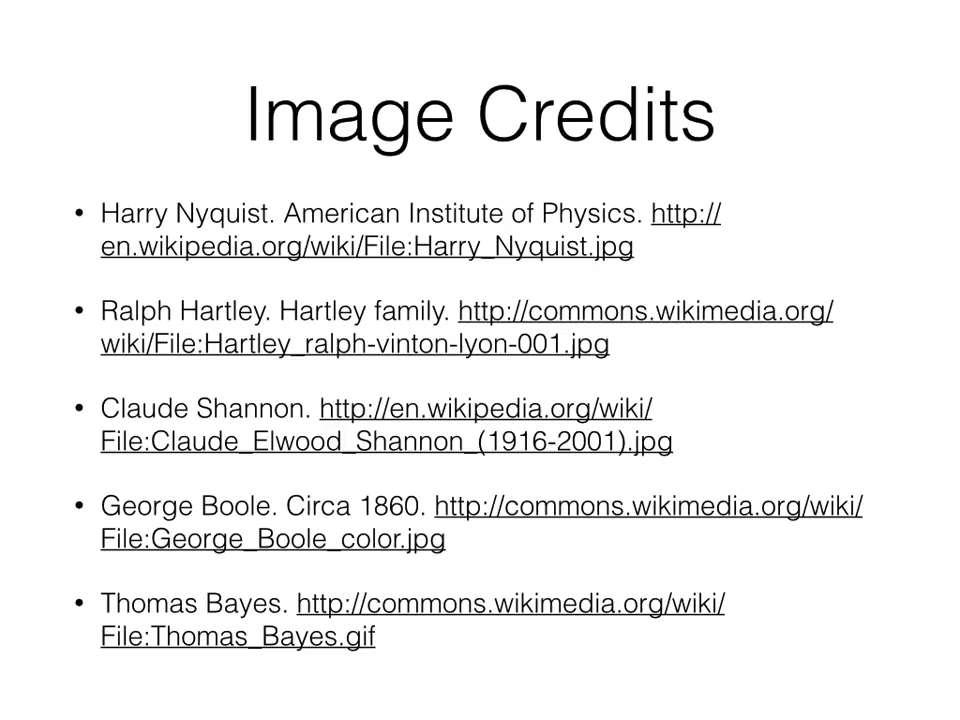 Image Credits
• Harry Nyquist. American Institute of Physics. http://
en.wikipedia.org/wiki/File:Harry_Nyquist.jpg
• Ralph Hartley. Hartley family. http://commons.wikimedia.org/
wiki/File:Hartley_ralph-vinton-lyon-001.jpg
• Claude Shannon. http://en.wikipedia.org/wiki/
File:Claude_Elwood_Shannon_(1916-2001).jpg
• George Boole. Circa 1860. http://commons.wikimedia.org/wiki/
File:George_Boole_color.jpg
• Thomas Bayes. http://commons.wikimedia.org/wiki/
File:Thomas_Bayes.gif